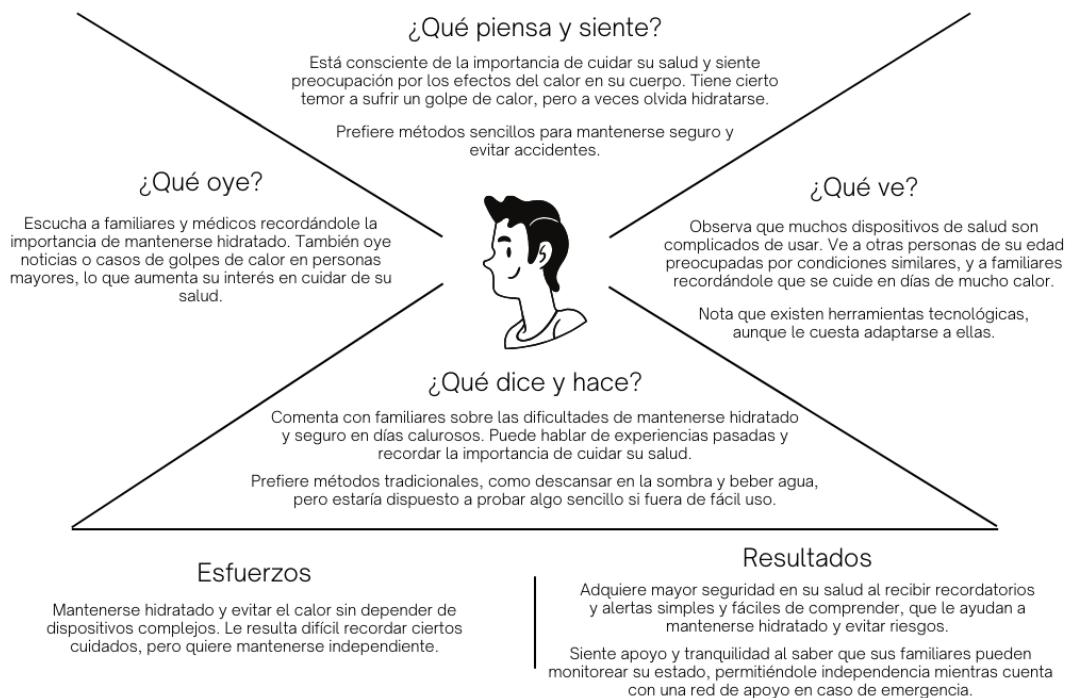 ¿Qué piensa y siente?
Está consciente de la importancia de cuidar su salud y siente
preocupación por los efectos del calor en su cuerpo. Tiene cierto
temor a sufrir un golpe de calor, pero a veces olvida hidratarse.
Prefiere métodos sencillos para mantenerse seguro y
evitar accidentes.
¿Qué oye?
Escucha a familiares y médicos recordándole la
importancia de mantenerse hidratado. También oye
noticias o casos de golpes de calor en personas
mayores, lo que aumenta su interés en cuidar de su
salud.
¿Qué ve?
Observa que muchos dispositivos de salud son
complicados de usar. Ve a otras personas de su edad
preocupadas por condiciones similares, y a familiares
recordándole que se cuide en días de mucho calor.
Nota que existen herramientas tecnológicas,
aunque le cuesta adaptarse a ellas.
¿Qué dice y hace?
Comenta con familiares sobre las dificultades de mantenerse hidratado
y seguro en días calurosos. Puede hablar de experiencias pasadas y
recordar la importancia de cuidar su salud.
Prefiere métodos tradicionales, como descansar en la sombra y beber agua,
pero estaría dispuesto a probar algo sencillo si fuera de fácil uso.
Esfuerzos
Mantenerse hidratado y evitar el calor sin depender de
dispositivos complejos. Le resulta difícil recordar ciertos
cuidados, pero quiere mantenerse independiente.
Resultados
Adquiere mayor seguridad en su salud al recibir recordatorios
y alertas simples y fáciles de comprender, que le ayudan a
mantenerse hidratado y evitar riesgos.
Siente apoyo y tranquilidad al saber que sus familiares pueden
monitorear su estado, permitiéndole independencia mientras cuenta
con una red de apoyo en caso de emergencia.